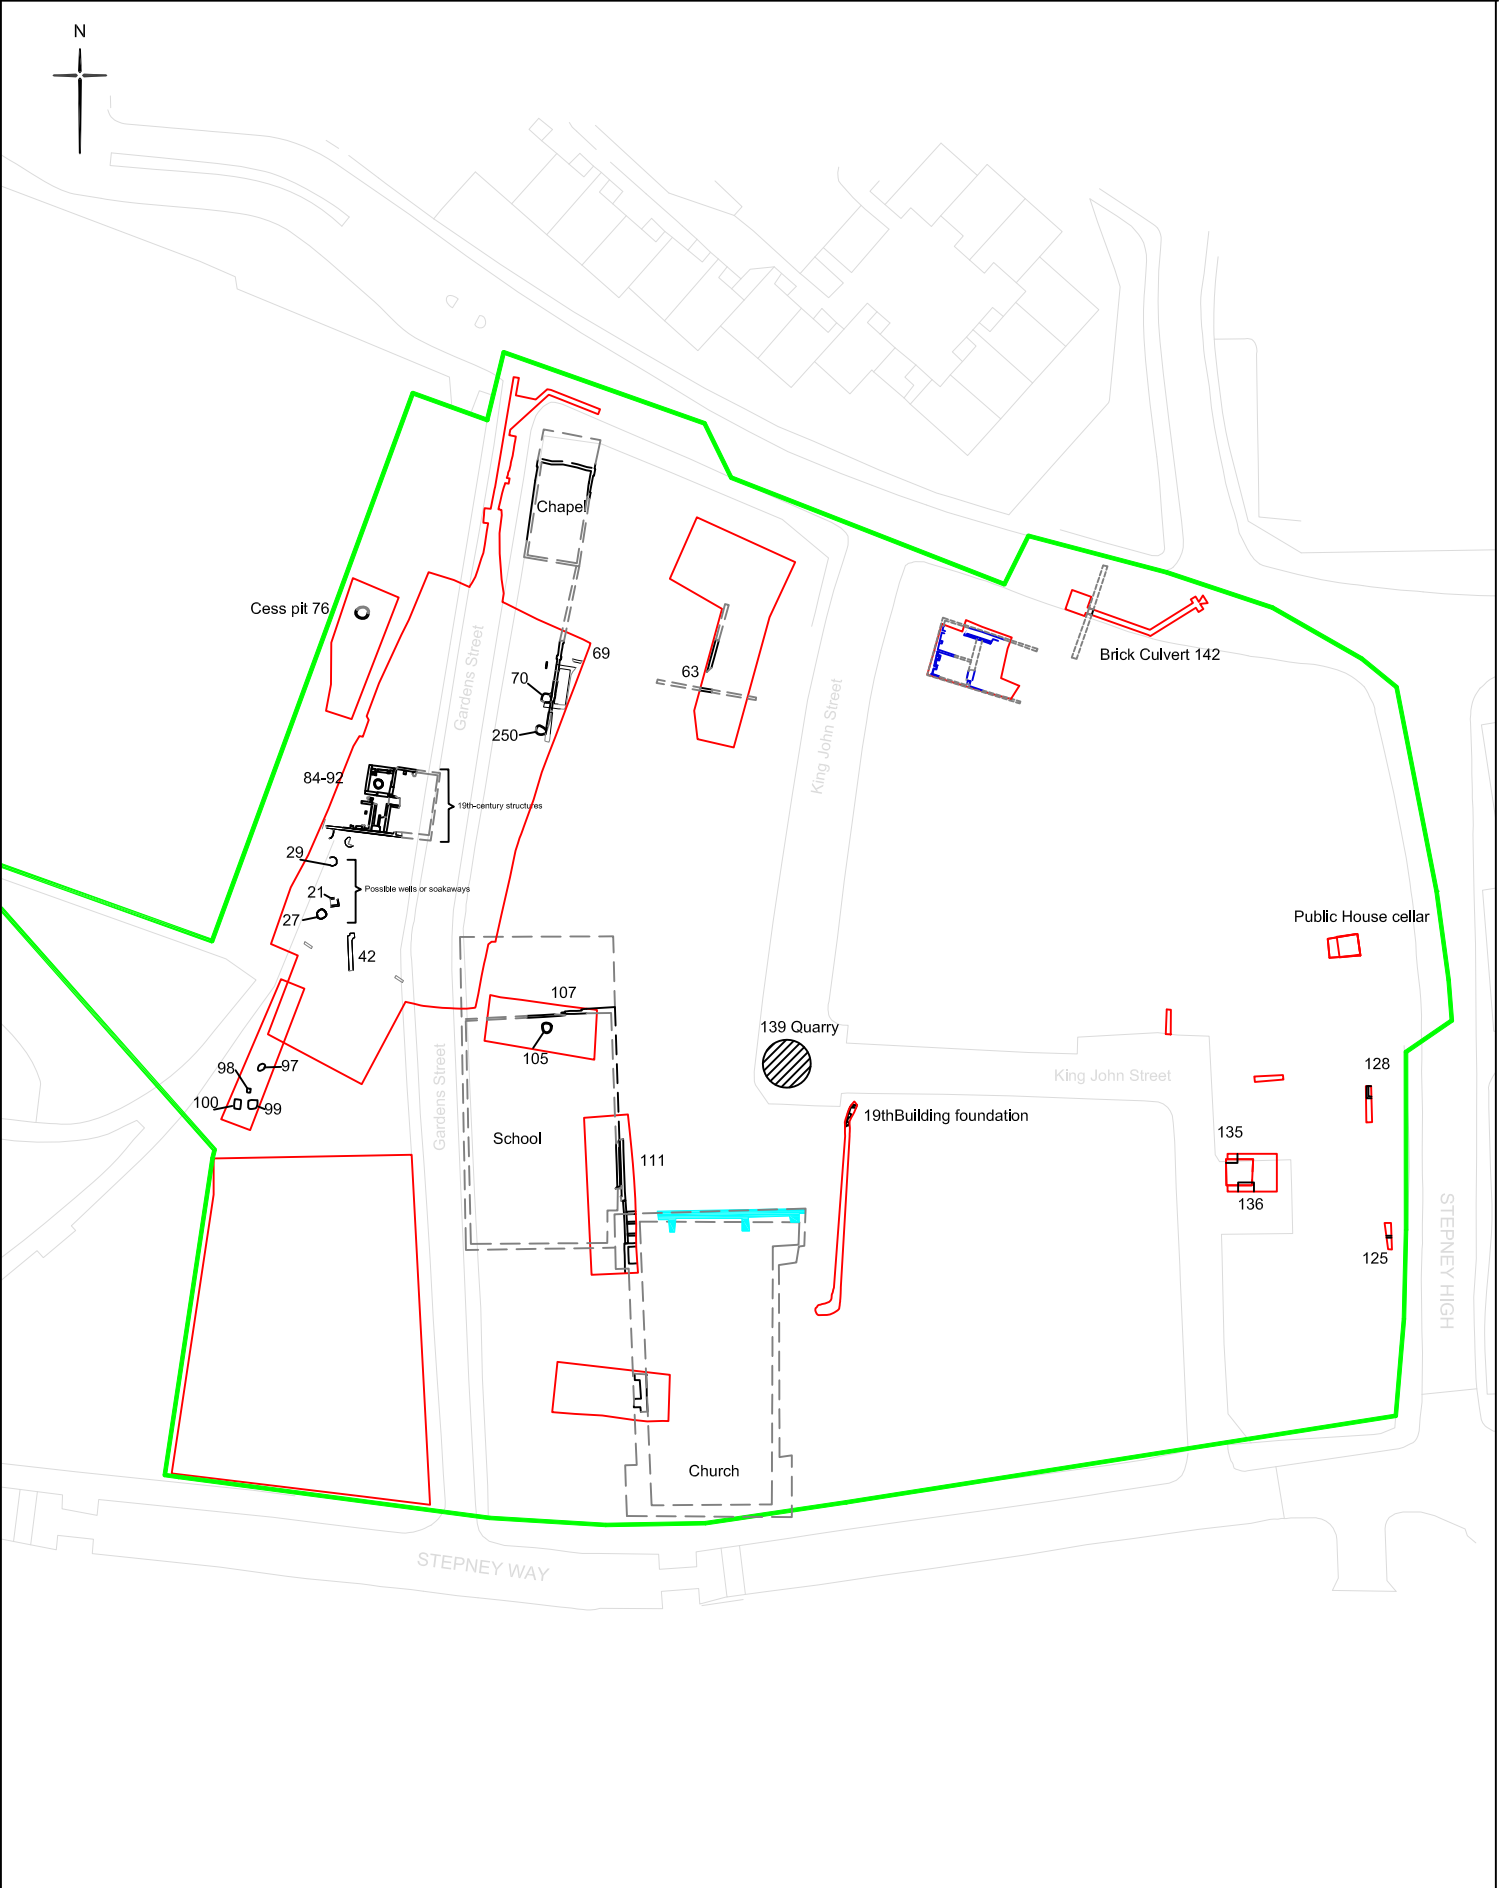 N
Chapel
Cess pit 76
Gardens Street
69
70
63
250
King John Street
Brick Culvert 142
84-92
19th-century structures
29
Possible wells or soakaways
21
27
42
Public House cellar
107
105
139 Quarry
King John Street
128
98
97
100
99
Gardens Street
School
19thBuilding foundation
135
111
136
125
STEPNEY HIGH
Church
STEPNEY WAY